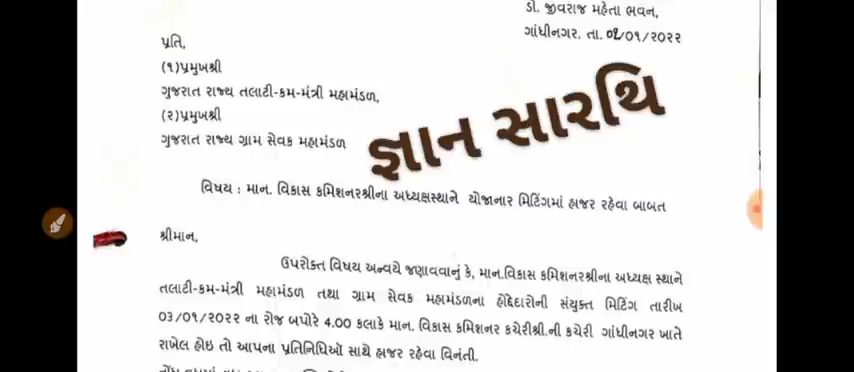 ડૉ. જીવરાજ મહેતા ભવન,
ગાંધીનગર. તા. 0૨/૦૧/૨૦૨૨
પ્રતિ,
(૧)પ્રમુખશ્રી
ગુજરાત રાજ્ય તલાટી-કમ-મંત્રી મહામંડળ,
(૨)પ્રમુખશ્રી
ગુજરાત રાજ્ય ગ્રામ સેવક મહામંડળ
જ્ઞાન સારથિ
વિષય : માન. વિકાસ કમિશનરશ્રીના અધ્યક્ષસ્થાને યોજાનાર મિટિંગમાં હાજર રહેવા બાબત
શ્રીમાન,
ઉપરોક્ત વિષય અન્વયે જણાવવાનું કે, માન.વિકાસ કમિશનરશ્રીના અધ્યક્ષ સ્થાને
તલાટી-કમ-મંત્રી મહામંડળ તથા ગ્રામ સેવક મહામંડળના હોદ્દેદારોની સંયુક્ત મિટિંગ તારીખ
૦૩/૦૧/૨૦૨૨ ના રોજ બપોરે ૪.૦૦ કલાકે માન. વિકાસ કમિશનર કચેરીશ્રી.ની કચેરી ગાંધીનગર ખાતે
રાખેલ હોઇ તો આપના પ્રતિનિધિઓ સાથે હાજર રહેવા વિનંતી.